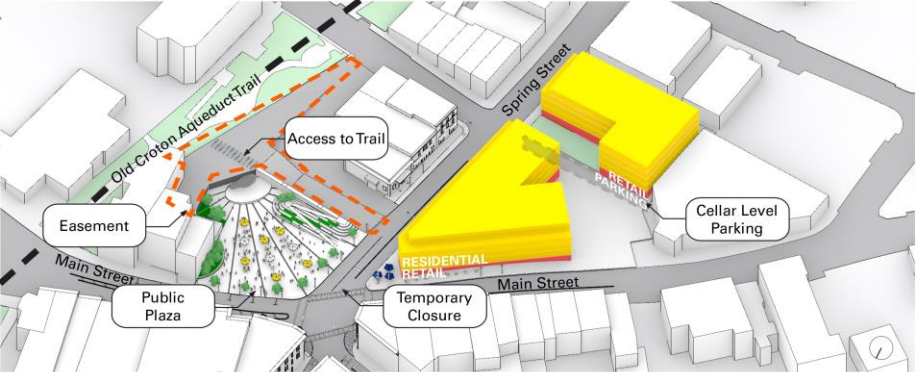 Spring Street
Old Croton Aqueduct Trail
Access to Trail
RETAIL
PARKING
Easement
Cellar Level
Parking
Main Street
RESIDENTIAL
RETAIL
Main Street
Public
Plaza
Temporary
Closure